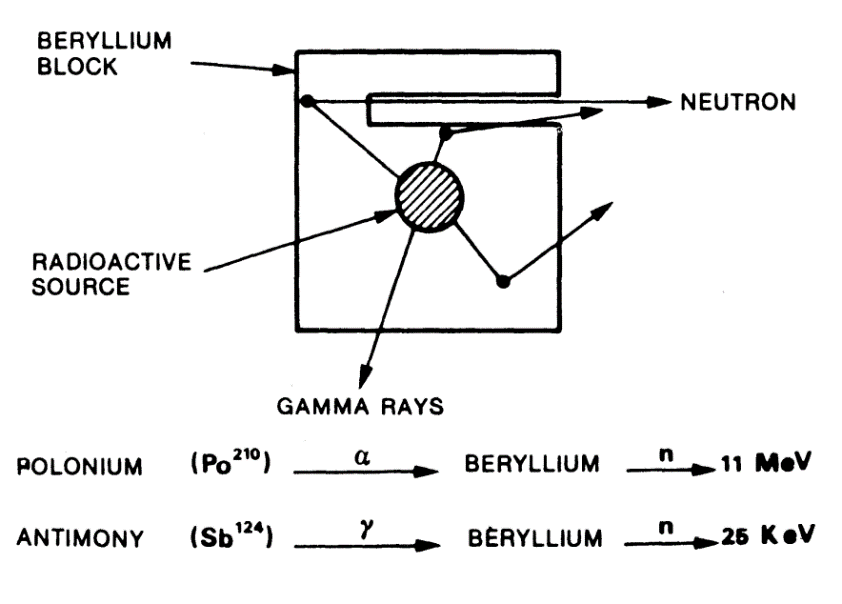 BERYLLIUM
BLOCK
NEUTRON
RADIOACTIVE
SOURCE
GAMMA RAYS
POLONIUM (Po²¹⁰) α BERYLLIUM n 11 MeV
ANTIMONY (Sb¹²⁴) γ BERYLLIUM n 25 KeV